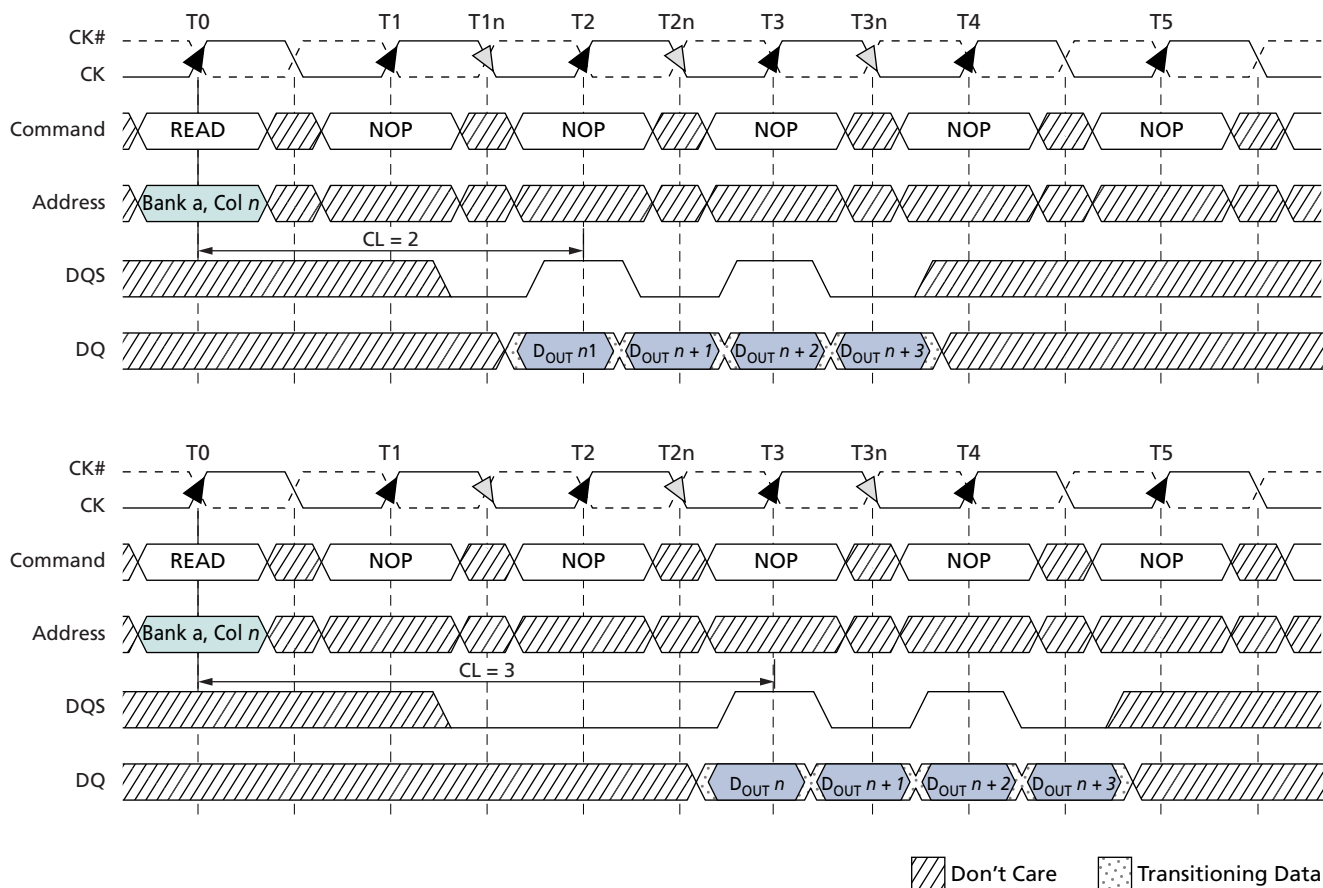 T0 T1 T1n T2 T2n T3 T3n T4 T5
CK#
CK
Command READ NOP NOP NOP NOP NOP
Address Bank a, Col n
CL = 2
DQS
DQ DOUT n1 DOUT n + 1 DOUT n + 2 DOUT n + 3
T0 T1 T2 T2n T3 T3n T4 T5
CK#
CK
Command READ NOP NOP NOP NOP NOP
Address Bank a, Col n
CL = 3
DQS
DQ DOUT n DOUT n + 1 DOUT n + 2 DOUT n + 3
Don't Care Transitioning Data